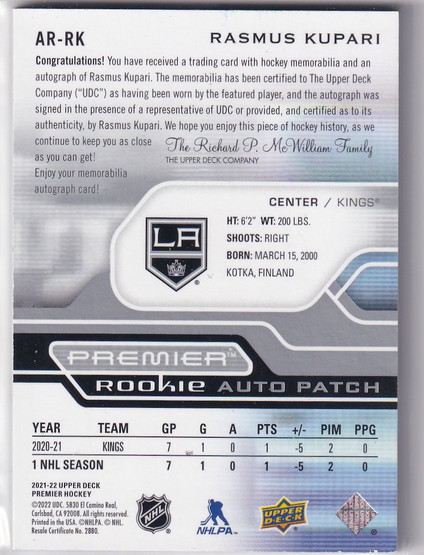 AR-RK
RASMUS KUPARI
Congratulations! You have received a trading card with hockey memorabilia and an
autograph of Rasmus Kupari. The memorabilia has been certified to The Upper Deck
Company ("UDC") as having been worn by the featured player, and the autograph was
signed in the presence of a representative of UDC or provided, and certified as to its
authenticity, by Rasmus Kupari. We hope you enjoy this piece of hockey history, as we
continue to keep you as close
as you can get!
Enjoy your memorabilia
autograph card!
The Richard P. McWilliam Family
THE UPPER DECK COMPANY
CENTER / KINGS®
HT: 6'2" WT: 200 LBS.
SHOOTS: RIGHT
BORN: MARCH 15, 2000
KOTKA, FINLAND
LA
®
PREMIER™
ROOKIE AUTO PATCH
YEAR TEAM GP G A PTS +/- PIM PPG
2020-21 KINGS 7 1 0 1 -5 2 0
1 NHL SEASON 7 1 0 1 -5 2 0
2021-22 UPPER DECK
PREMIER HOCKEY
©2022 UDC. 5830 El Camino Real,
Carlsbad, CA 92008. All rights reserved.
Printed in the USA. ©NHLPA. © NHL.
Resale Certificate No. 2880.
NHL
NHLPA
UPPER
DECK